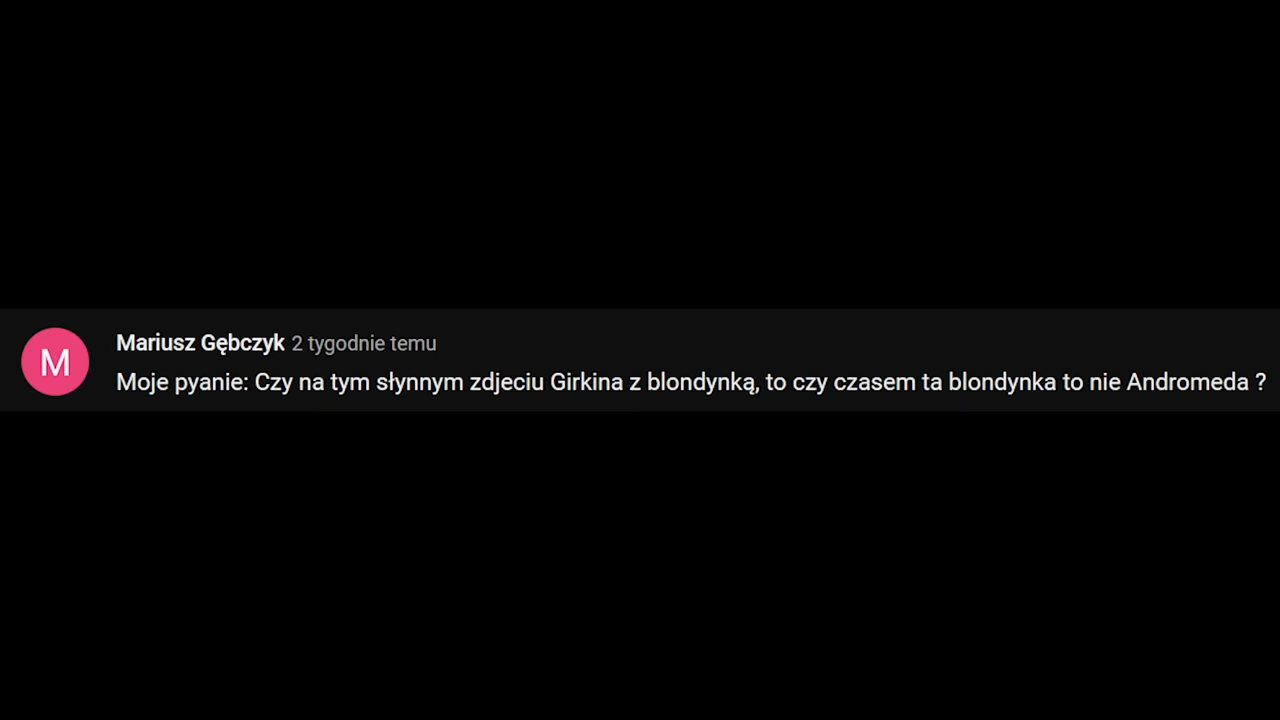 M
Mariusz Gębczyk 2 tygodnie temu
Moje pyanie: Czy na tym słynnym zdjeciu Girkina z blondynką, to czy czasem ta blondynka to nie Andromeda ?